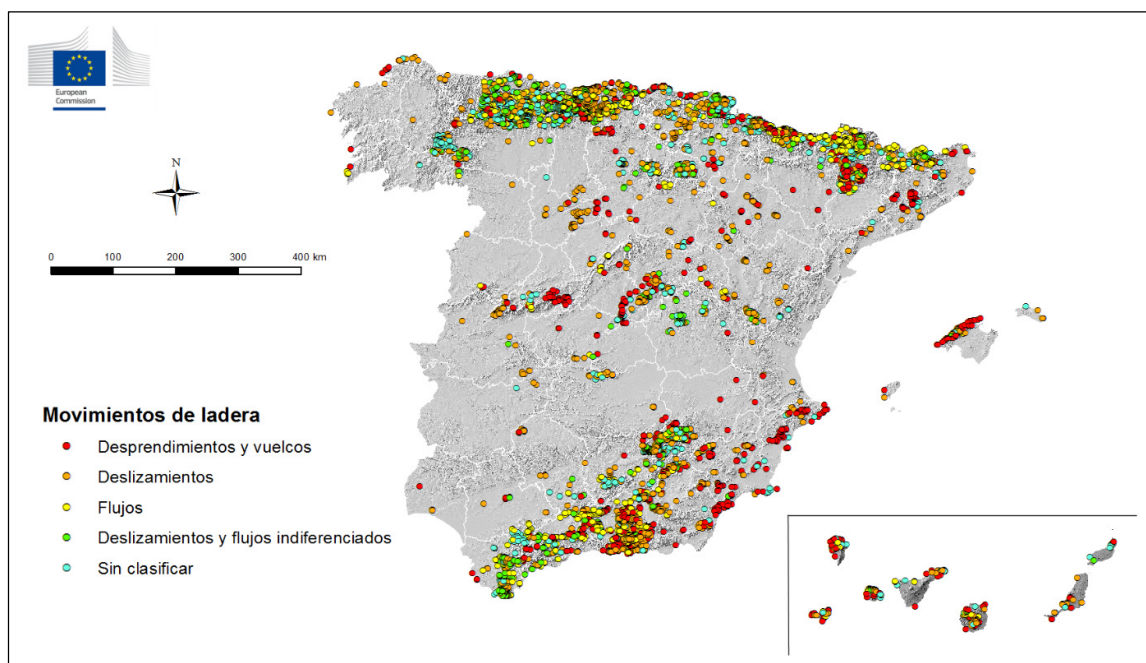 European
Commission
N
0 100 200 300 400 km
Movimientos de ladera
Desprendimientos y vuelcos
Deslizamientos
Flujos
Deslizamientos y flujos indiferenciados
Sin clasificar